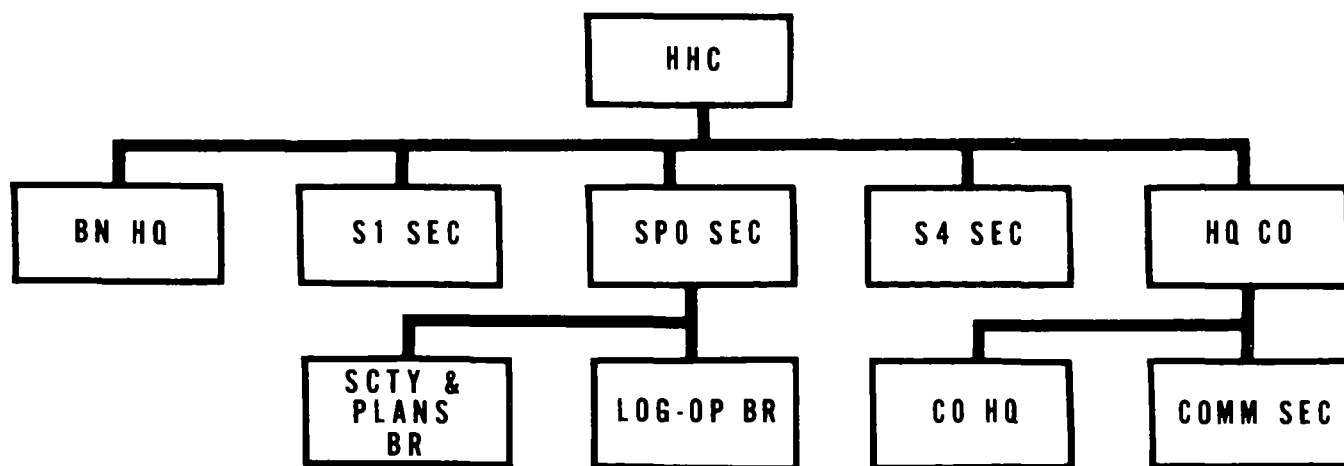 HHC
BN HQ
S1 SEC
SPO SEC
S4 SEC
HQ CO
SCTY &
PLANS
BR
LOG-OP BR
CO HQ
COMM SEC